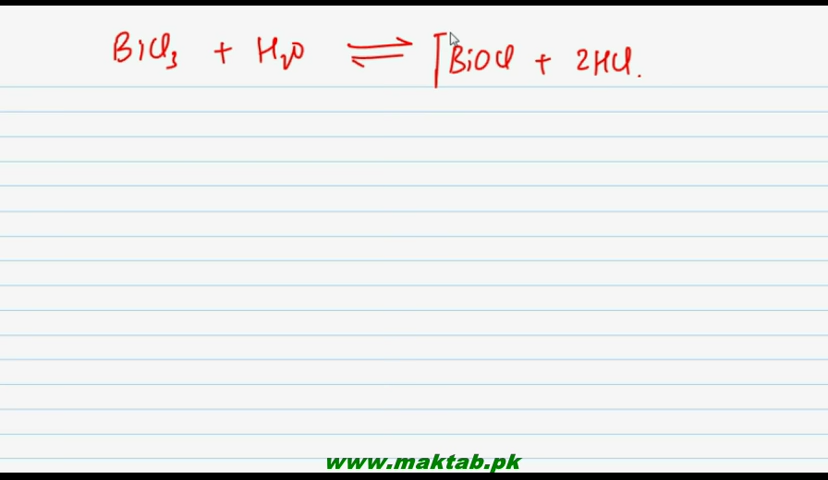 BiCl₃ + H₂O ⇌ [BiOCl + 2HCl.
www.maktab.pk